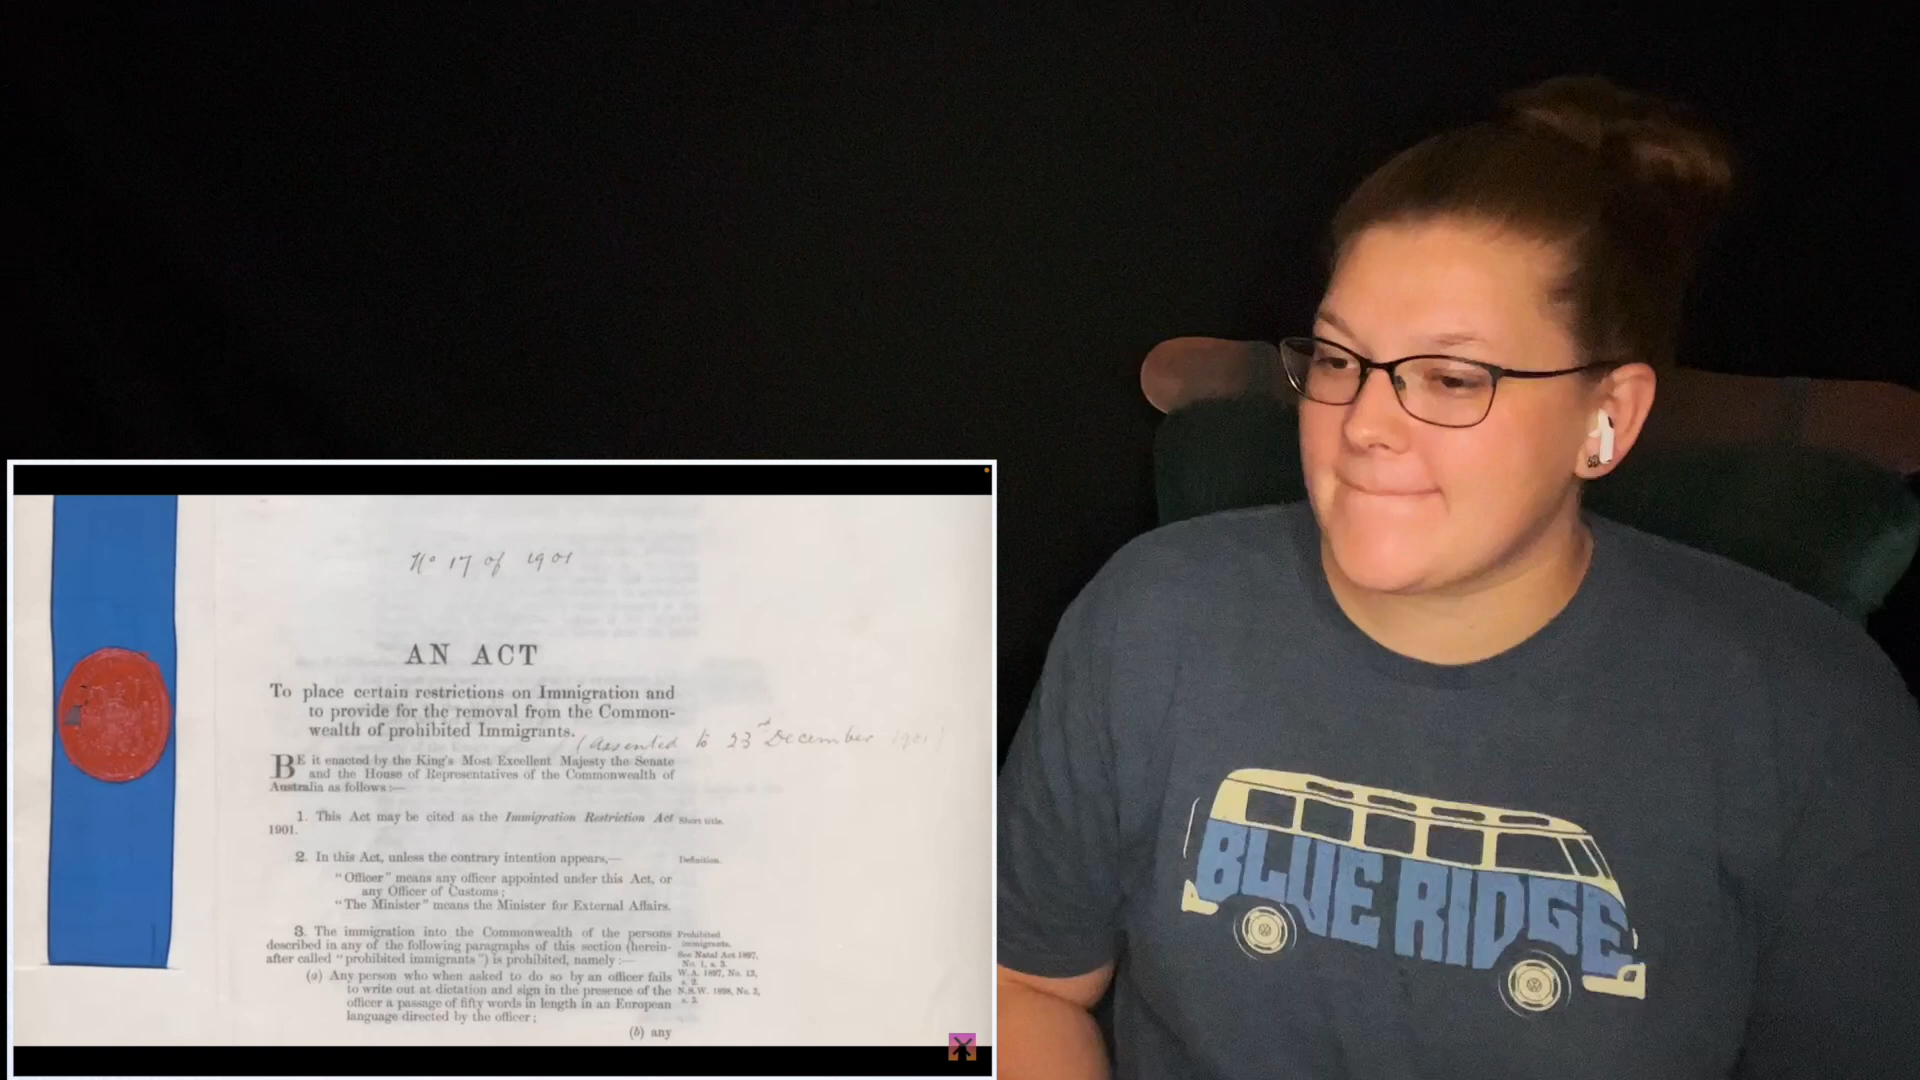 No 17 of 1901
AN ACT
To place certain restrictions on Immigration and
to provide for the removal from the Common-
wealth of prohibited Immigrants.
(Assented to 23rd December 1901)
BE it enacted by the King's Most Excellent Majesty the Senate
and the House of Representatives of the Commonwealth of
Australia as follows :—
1. This Act may be cited as the Immigration Restriction Act
1901.
Short title.
2. In this Act, unless the contrary intention appears,—
Definition.
"Officer" means any officer appointed under this Act, or
any Officer of Customs ;
"The Minister" means the Minister for External Affairs.
3. The immigration into the Commonwealth of the persons
described in any of the following paragraphs of this section (herein-
after called "prohibited immigrants") is prohibited, namely :—
Prohibited
immigrants.
See Natal Act 1897,
No. 1, s. 3.
W.A. 1897, No. 13,
s. 2.
N.S.W. 1898, No. 3,
s. 3.
(a) Any person who when asked to do so by an officer fails
to write out at dictation and sign in the presence of the
officer a passage of fifty words in length in an European
language directed by the officer ;
(b) any
BLUE RIDGE